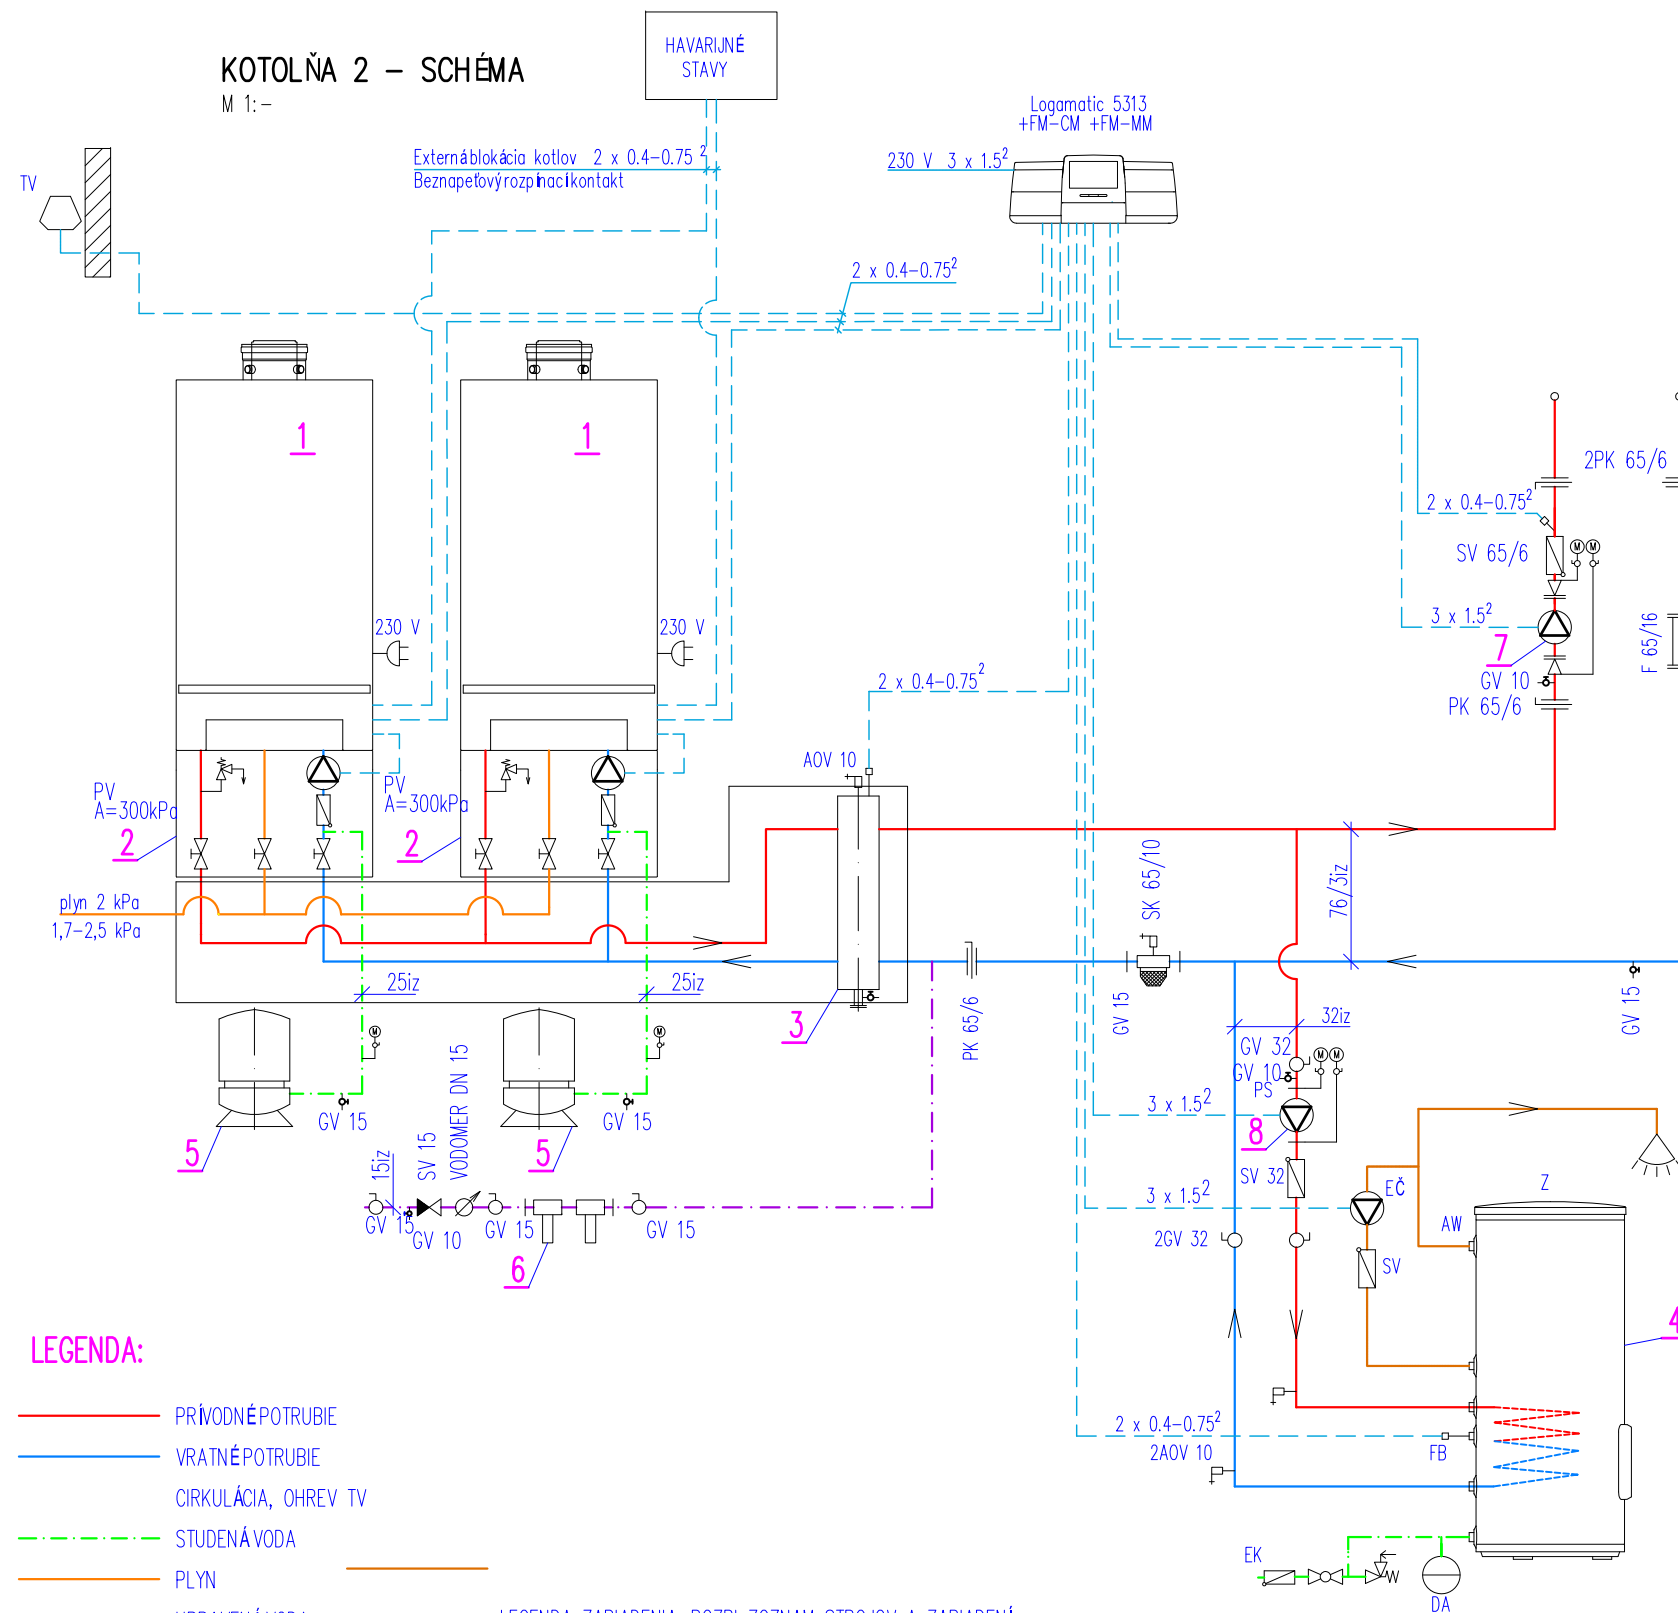 KOTOLŇA 2 – SCHÉMA
M 1:–
HAVARIJNÉ
STAVY
Logamatic 5313
+FM–CM +FM–MM
Externáblokácia kotlov 2 x 0.4–0.75²
Beznapeťovýrozpínacíkontakt
230 V 3 x 1.5²
TV
2 x 0.4–0.75²
1
1
2PK 65/6
2 x 0.4–0.75²
SV 65/6
M
M
230 V
230 V
3 x 1.5²
7
F 65/16
2 x 0.4–0.75²
GV 10
PK 65/6
AOV 10
PV
A=300kPa
PV
A=300kPa
2
2
SK 65/10
76/3iz
plyn 2 kPa
1,7–2,5 kPa
25iz
25iz
3
PK 65/6
GV 15
GV 15
32iz
GV 32
M
M
GV 10
PS
M
M
3 x 1.5²
8
GV 15
GV 15
5
5
15iz
SV 15
VODOMER DN 15
SV 32
EČ
Z
3 x 1.5²
AW
GV 15
GV 10
GV 15
GV 15
2GV 32
SV
6
4
LEGENDA:
PRÍVODNÉPOTRUBIE
2 x 0.4–0.75²
2AOV 10
FB
VRATNÉPOTRUBIE
CIRKULÁCIA, OHREV TV
STUDENÁVODA
EK
PLYN
DA